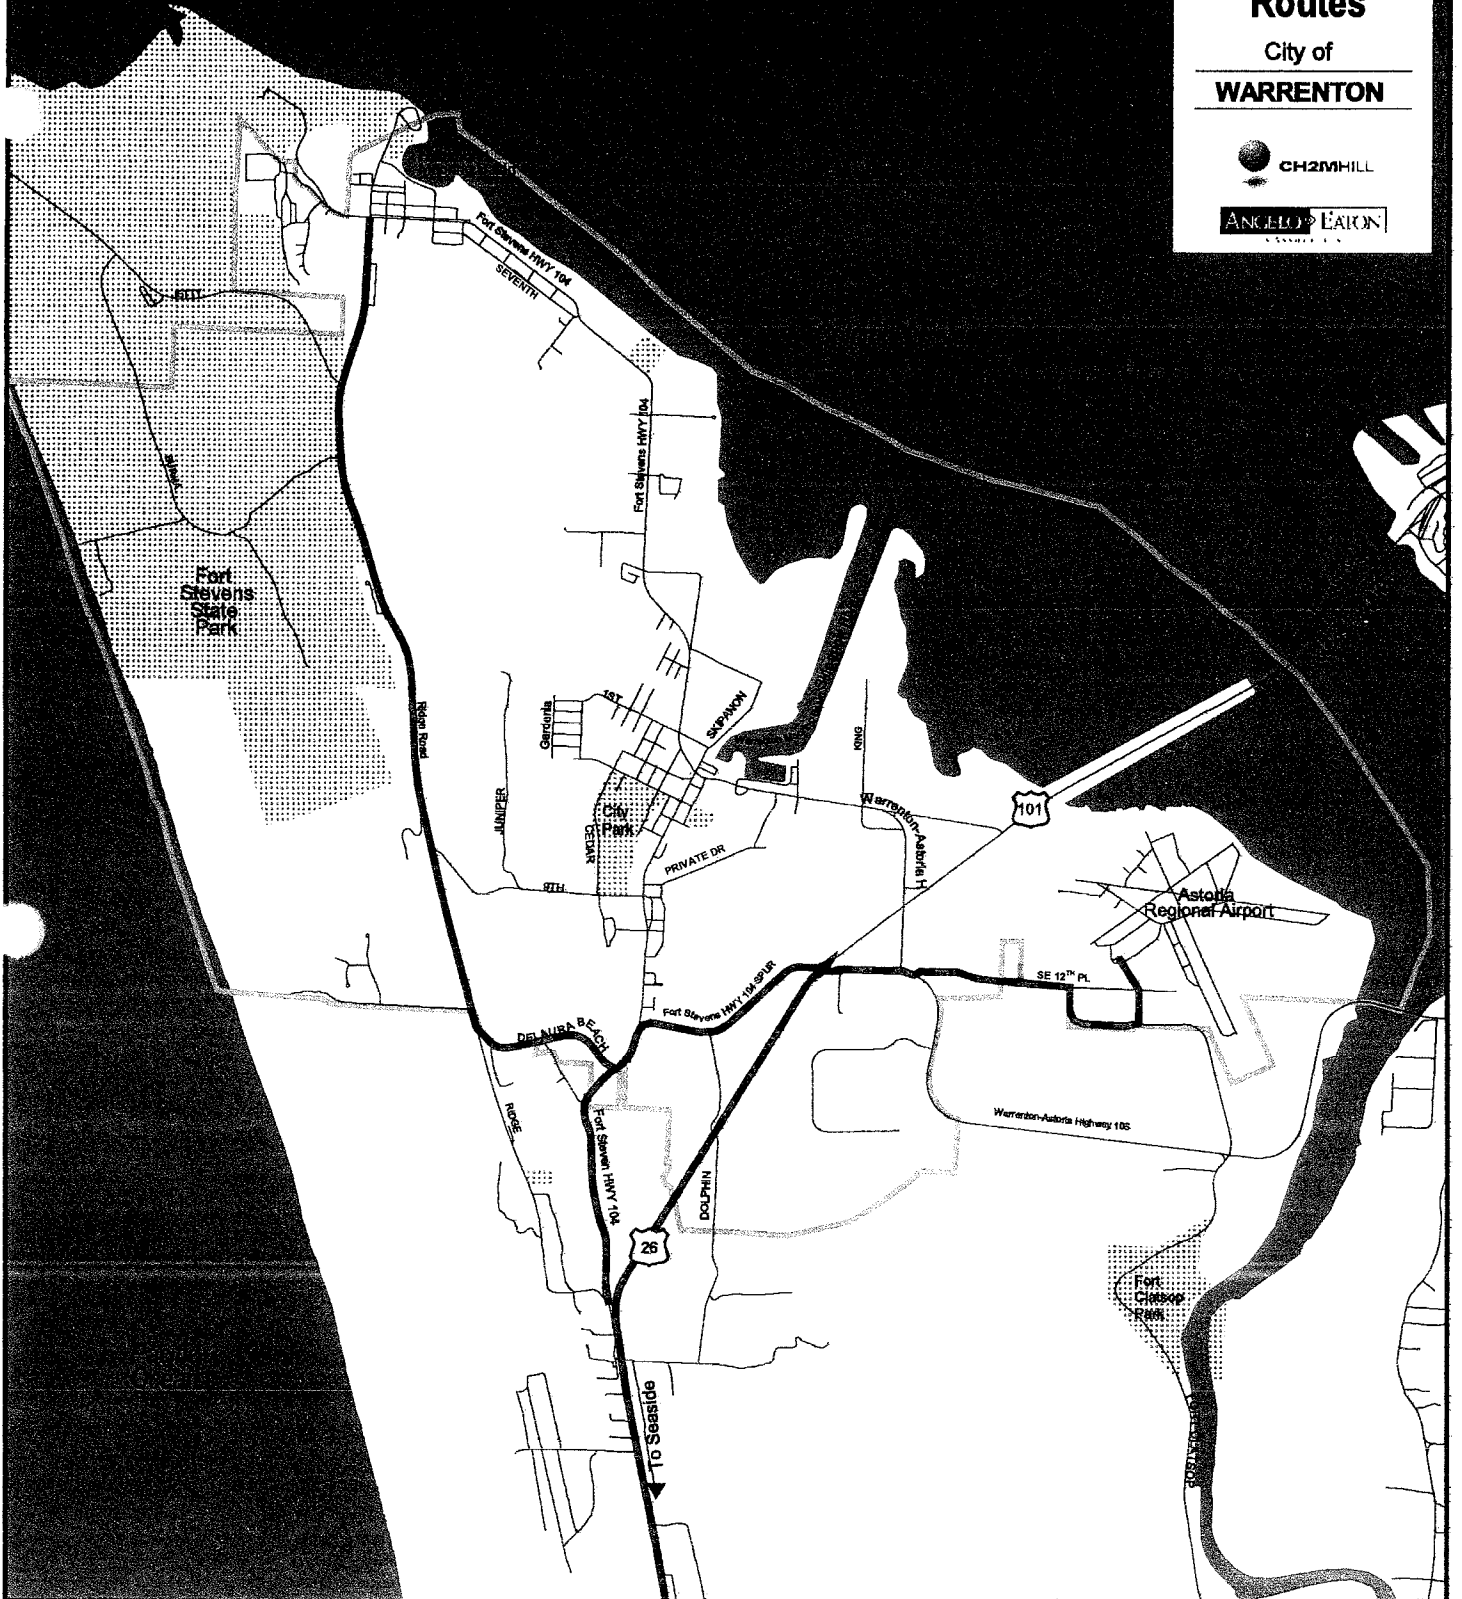 Routes
City of
WARRENTON
CH2MHILL
ANGELO EATON
Fort Stevens HWY 104
SEVENTH
Fort Stevens HWY 104
Fort
Stevens
State
Park
Ridge Road
1ST
Gardenia
SKIPANON
KING
JUNIPER
City
Park
CEDAR
Warrenton-Astoria H
101
PRIVATE DR
Astoria
Regional Airport
SE 12TH PL
Fort Stevens HWY 104 SPUR
DELAURA BEACH
RIDGE
Fort Steven HWY 104
Warrenton-Astoria Highway 105
DOLPHIN
26
Fort
Clatsop
Park
To Seaside